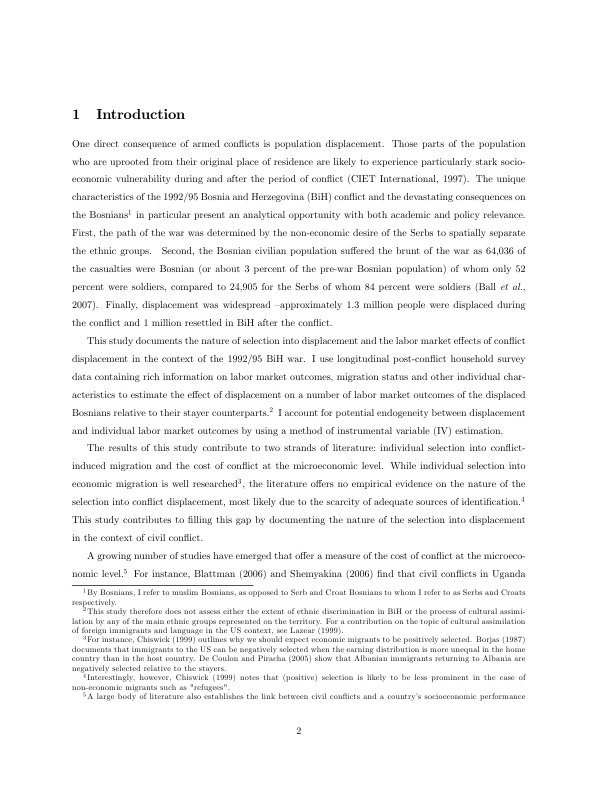 1 Introduction
One direct consequence of armed conflicts is population displacement. Those parts of the population
who are uprooted from their original place of residence are likely to experience particularly stark socio-
economic vulnerability during and after the period of conflict (CIET International, 1997). The unique
characteristics of the 1992/95 Bosnia and Herzegovina (BiH) conflict and the devastating consequences on
the Bosnians1 in particular present an analytical opportunity with both academic and policy relevance.
First, the path of the war was determined by the non-economic desire of the Serbs to spatially separate
the ethnic groups. Second, the Bosnian civilian population suffered the brunt of the war as 64,036 of
the casualties were Bosnian (or about 3 percent of the pre-war Bosnian population) of whom only 52
percent were soldiers, compared to 24,905 for the Serbs of whom 84 percent were soldiers (Ball et al.,
2007). Finally, displacement was widespread –approximately 1.3 million people were displaced during
the conflict and 1 million resettled in BiH after the conflict.
This study documents the nature of selection into displacement and the labor market effects of conflict
displacement in the context of the 1992/95 BiH war. I use longitudinal post-conflict household survey
data containing rich information on labor market outcomes, migration status and other individual char-
acteristics to estimate the effect of displacement on a number of labor market outcomes of the displaced
Bosnians relative to their stayer counterparts.2 I account for potential endogeneity between displacement
and individual labor market outcomes by using a method of instrumental variable (IV) estimation.
The results of this study contribute to two strands of literature: individual selection into conflict-
induced migration and the cost of conflict at the microeconomic level. While individual selection into
economic migration is well researched3, the literature offers no empirical evidence on the nature of the
selection into conflict displacement, most likely due to the scarcity of adequate sources of identification.4
This study contributes to filling this gap by documenting the nature of the selection into displacement
in the context of civil conflict.
A growing number of studies have emerged that offer a measure of the cost of conflict at the microeco-
nomic level.5 For instance, Blattman (2006) and Shemyakina (2006) find that civil conflicts in Uganda
1By Bosnians, I refer to muslim Bosnians, as opposed to Serb and Croat Bosnians to whom I refer to as Serbs and Croats
respectively.
2This study therefore does not assess either the extent of ethnic discrimination in BiH or the process of cultural assimi-
lation by any of the main ethnic groups represented on the territory. For a contribution on the topic of cultural assimilation
of foreign immigrants and language in the US context, see Lazear (1999).
3For instance, Chiswick (1999) outlines why we should expect economic migrants to be positively selected. Borjas (1987)
documents that immigrants to the US can be negatively selected when the earning distribution is more unequal in the home
country than in the host country. De Coulon and Piracha (2005) show that Albanian immigrants returning to Albania are
negatively selected relative to the stayers.
4Interestingly, however, Chiswick (1999) notes that (positive) selection is likely to be less prominent in the case of
non-economic migrants such as "refugees".
5A large body of literature also establishes the link between civil conflicts and a country's socioeconomic performance
2